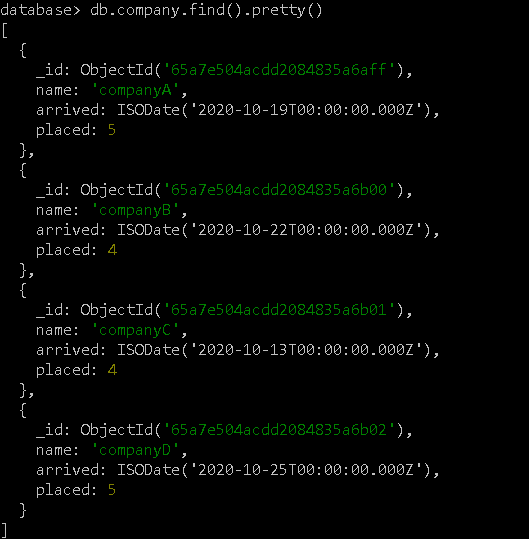 database> db.company.find().pretty()
[
  {
    _id: ObjectId('65a7e504acdd2084835a6aff'),
    name: 'companyA',
    arrived: ISODate('2020-10-19T00:00:00.000Z'),
    placed: 5
  },
  {
    _id: ObjectId('65a7e504acdd2084835a6b00'),
    name: 'companyB',
    arrived: ISODate('2020-10-22T00:00:00.000Z'),
    placed: 4
  },
  {
    _id: ObjectId('65a7e504acdd2084835a6b01'),
    name: 'companyC',
    arrived: ISODate('2020-10-13T00:00:00.000Z'),
    placed: 4
  },
  {
    _id: ObjectId('65a7e504acdd2084835a6b02'),
    name: 'companyD',
    arrived: ISODate('2020-10-25T00:00:00.000Z'),
    placed: 5
  }
]